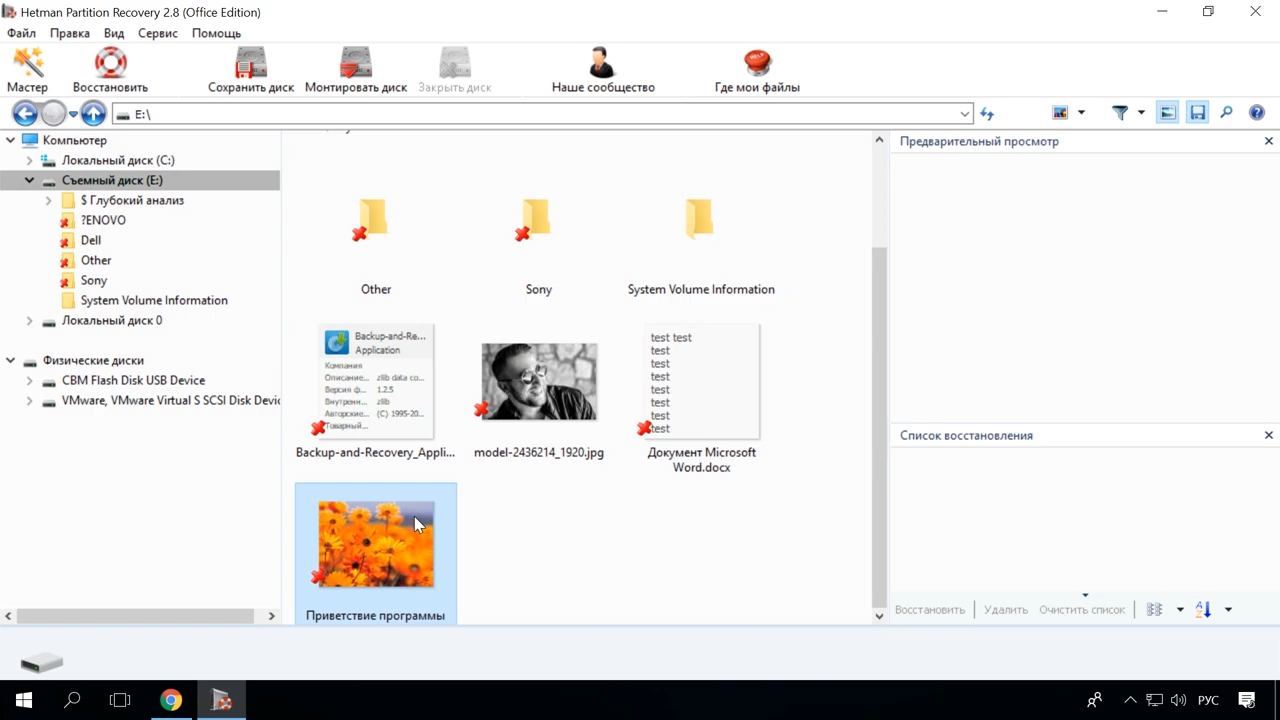 Hetman Partition Recovery 2.8 (Office Edition)
Файл Правка Вид Сервис Помощь
Мастер Восстановить Сохранить диск Монтировать диск Закрыть диск Наше сообщество Где мои файлы
HELP
E:\
Компьютер
Локальный диск (C:)
Съемный диск (E:)
$ Глубокий анализ
?ENOVO
Dell
Other
Sony
System Volume Information
Локальный диск 0
Физические диски
CBM Flash Disk USB Device
VMware, VMware Virtual S SCSI Disk Devic
Other Sony System Volume Information
Backup-and-Re...
Application
Компания
Описание... zlib data co...
Версия ф... 1.2.5
Внутренн... zlib
Авторские... (C) 1995-20...
Товарный...
Backup-and-Recovery_Appli...
model-2436214_1920.jpg
test test
test
test
test
test
test
test
test
Документ Microsoft
Word.docx
Приветствие программы
Предварительный просмотр
Список восстановления
Восстановить Удалить Очистить список
РУС